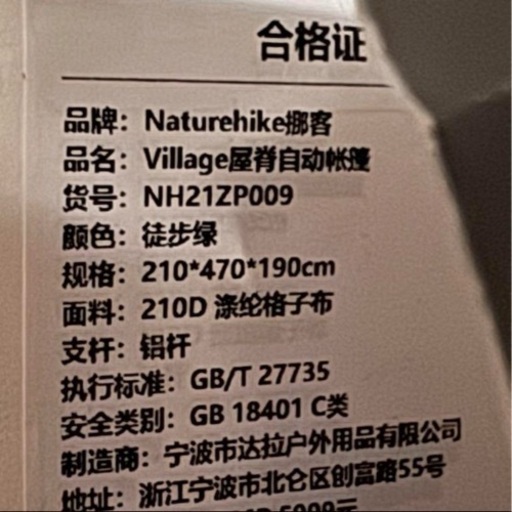 合格证
品牌：Naturehike挪客
品名：Village屋脊自动帐篷
货号：NH21ZP009
颜色：徒步绿
规格：210*470*190cm
面料：210D 涤纶格子布
支杆：铝杆
执行标准：GB/T 27735
安全类别：GB 18401 C类
制造商：宁波市达拉户外用品有限公司
地址：浙江宁波市北仑区创富路55号